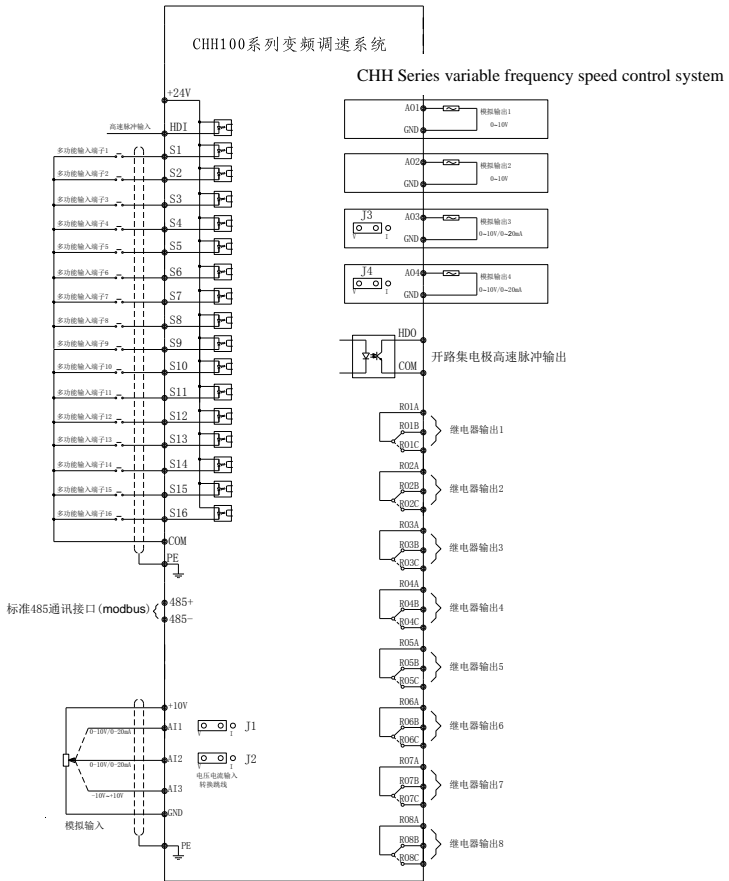 CHH100系列变频调速系统
CHH Series variable frequency speed control system
+24V
高速脉冲输入
HDI
多功能输入端子1
S1
多功能输入端子2
S2
多功能输入端子3
S3
多功能输入端子4
S4
多功能输入端子5
S5
多功能输入端子6
S6
多功能输入端子7
S7
多功能输入端子8
S8
多功能输入端子9
S9
多功能输入端子10
S10
多功能输入端子11
S11
多功能输入端子12
S12
多功能输入端子13
S13
多功能输入端子14
S14
多功能输入端子15
S15
多功能输入端子16
S16
COM
PE
标准485通讯接口(modbus)
485+
485-
+10V
0-10V/0-20mA
AI1
V
I
J1
0-10V/0-20mA
AI2
V
I
J2
电压电流输入
转换跳线
-10V~+10V
AI3
GND
模拟输入
PE
AO1
模拟输出1
0~10V
GND
AO2
模拟输出2
0~10V
GND
J3
V
I
AO3
模拟输出3
0~10V/0~20mA
GND
J4
V
I
AO4
模拟输出4
0~10V/0~20mA
GND
HDO
COM
开路集电极高速脉冲输出
RO1A
RO1B
RO1C
继电器输出1
RO2A
RO2B
RO2C
继电器输出2
RO3A
RO3B
RO3C
继电器输出3
RO4A
RO4B
RO4C
继电器输出4
RO5A
RO5B
RO5C
继电器输出5
RO6A
RO6B
RO6C
继电器输出6
RO7A
RO7B
RO7C
继电器输出7
RO8A
RO8B
RO8C
继电器输出8